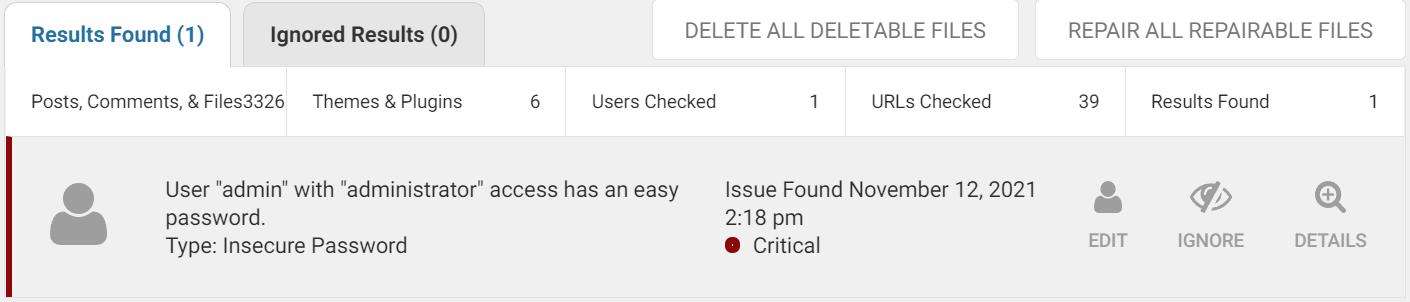 Results Found (1)
Ignored Results (0)
DELETE ALL DELETABLE FILES
REPAIR ALL REPAIRABLE FILES
Posts, Comments, & Files3326
Themes & Plugins 6
Users Checked 1
URLs Checked 39
Results Found 1
User "admin" with "administrator" access has an easy
password.
Type: Insecure Password
Issue Found November 12, 2021
2:18 pm
Critical
EDIT
IGNORE
DETAILS